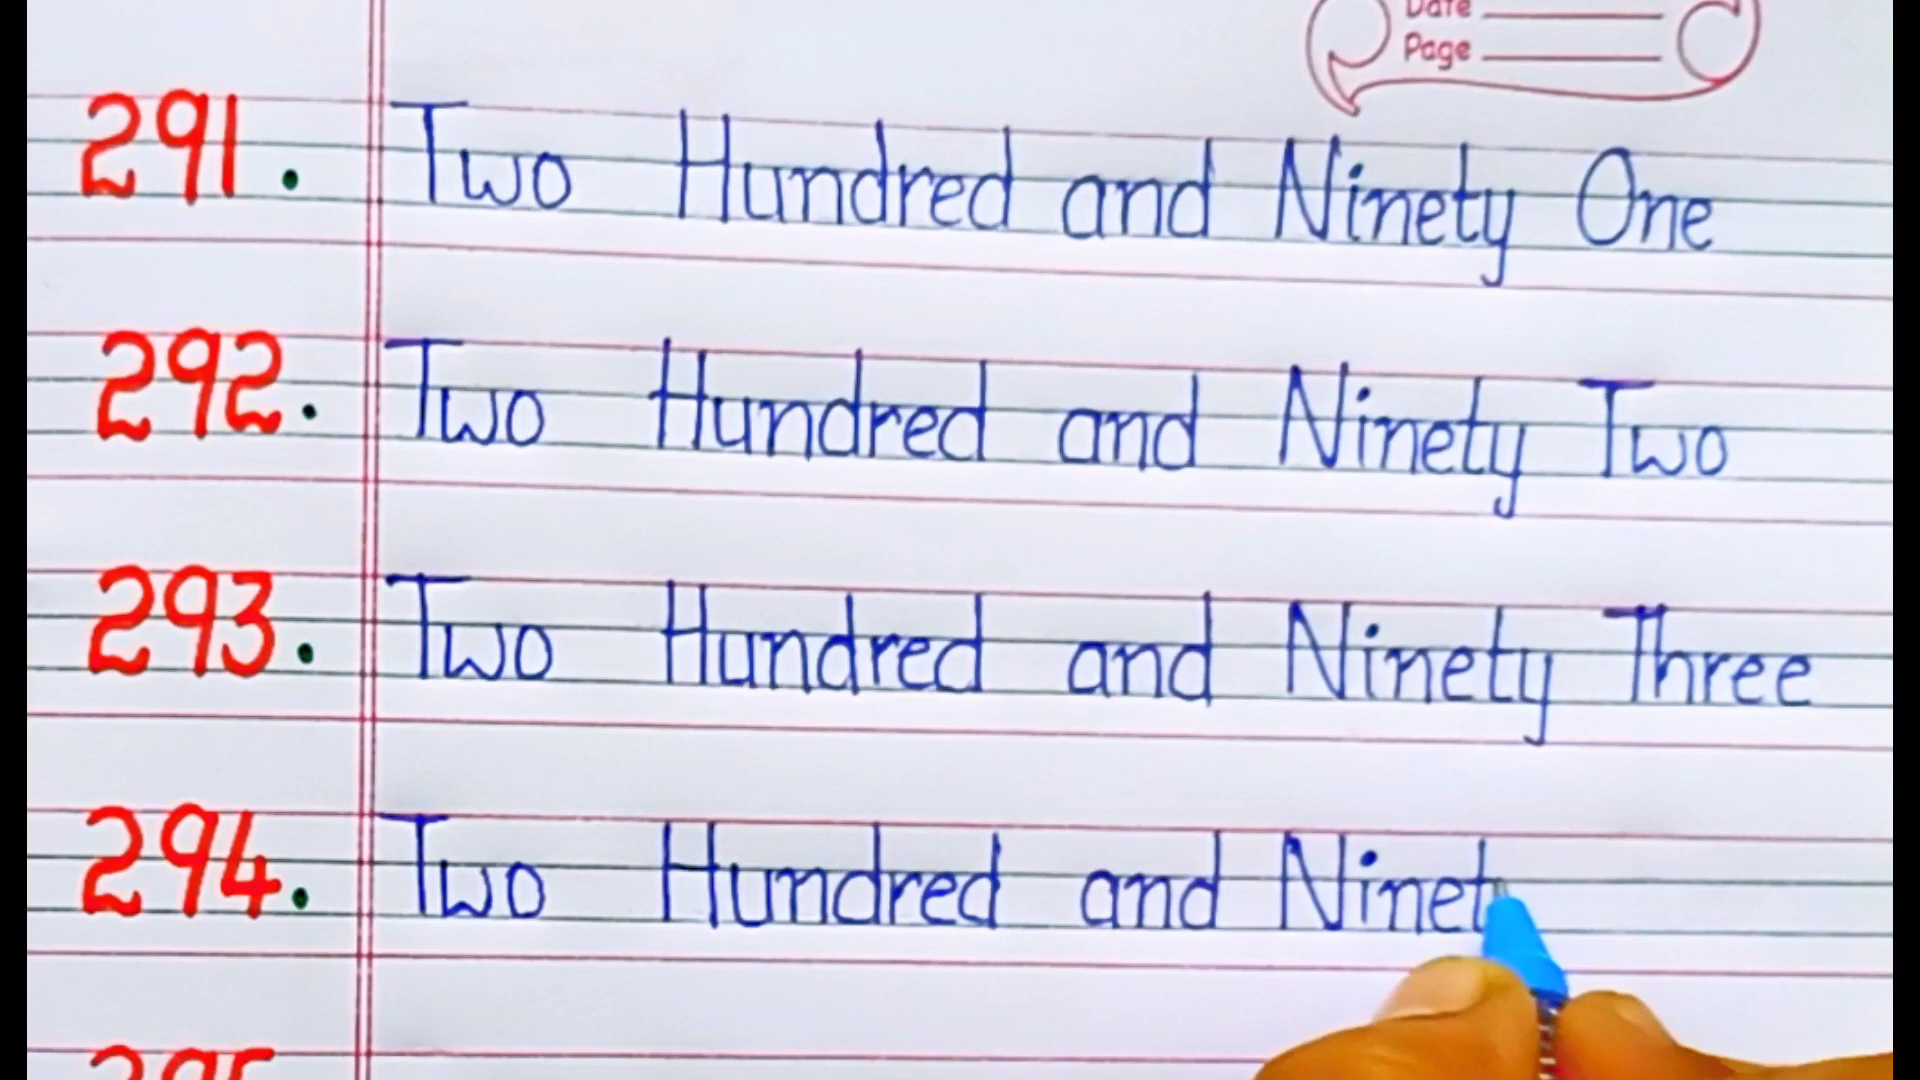 Date
Page
291. Two Hundred and Ninety One
292. Two Hundred and Ninety Two
293. Two Hundred and Ninety Three
294. Two Hundred and Ninet
295